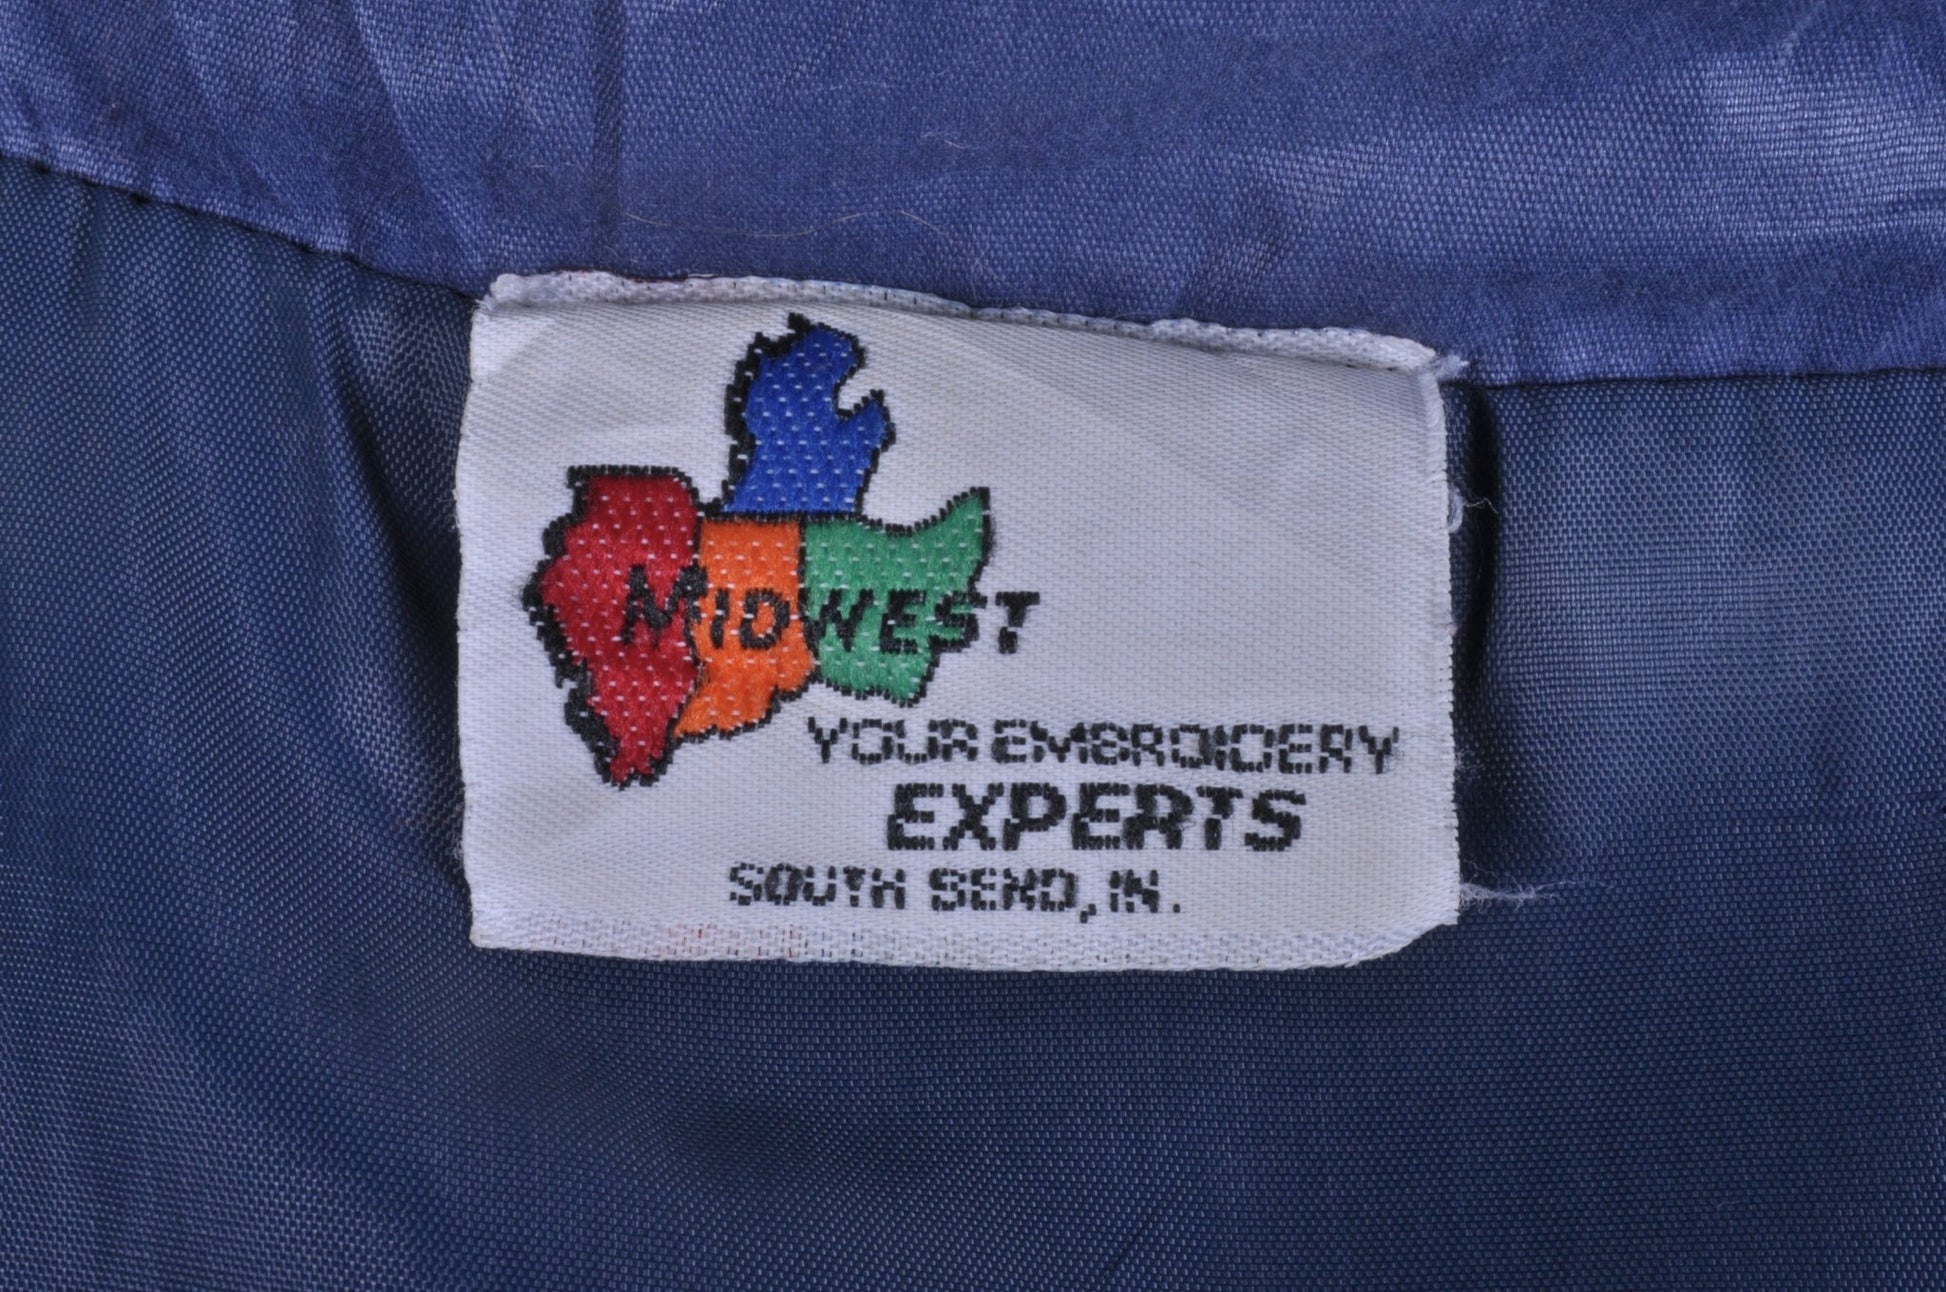 MIDWEST
YOUR EMBROIDERY
EXPERTS
SOUTH BEND, IN.